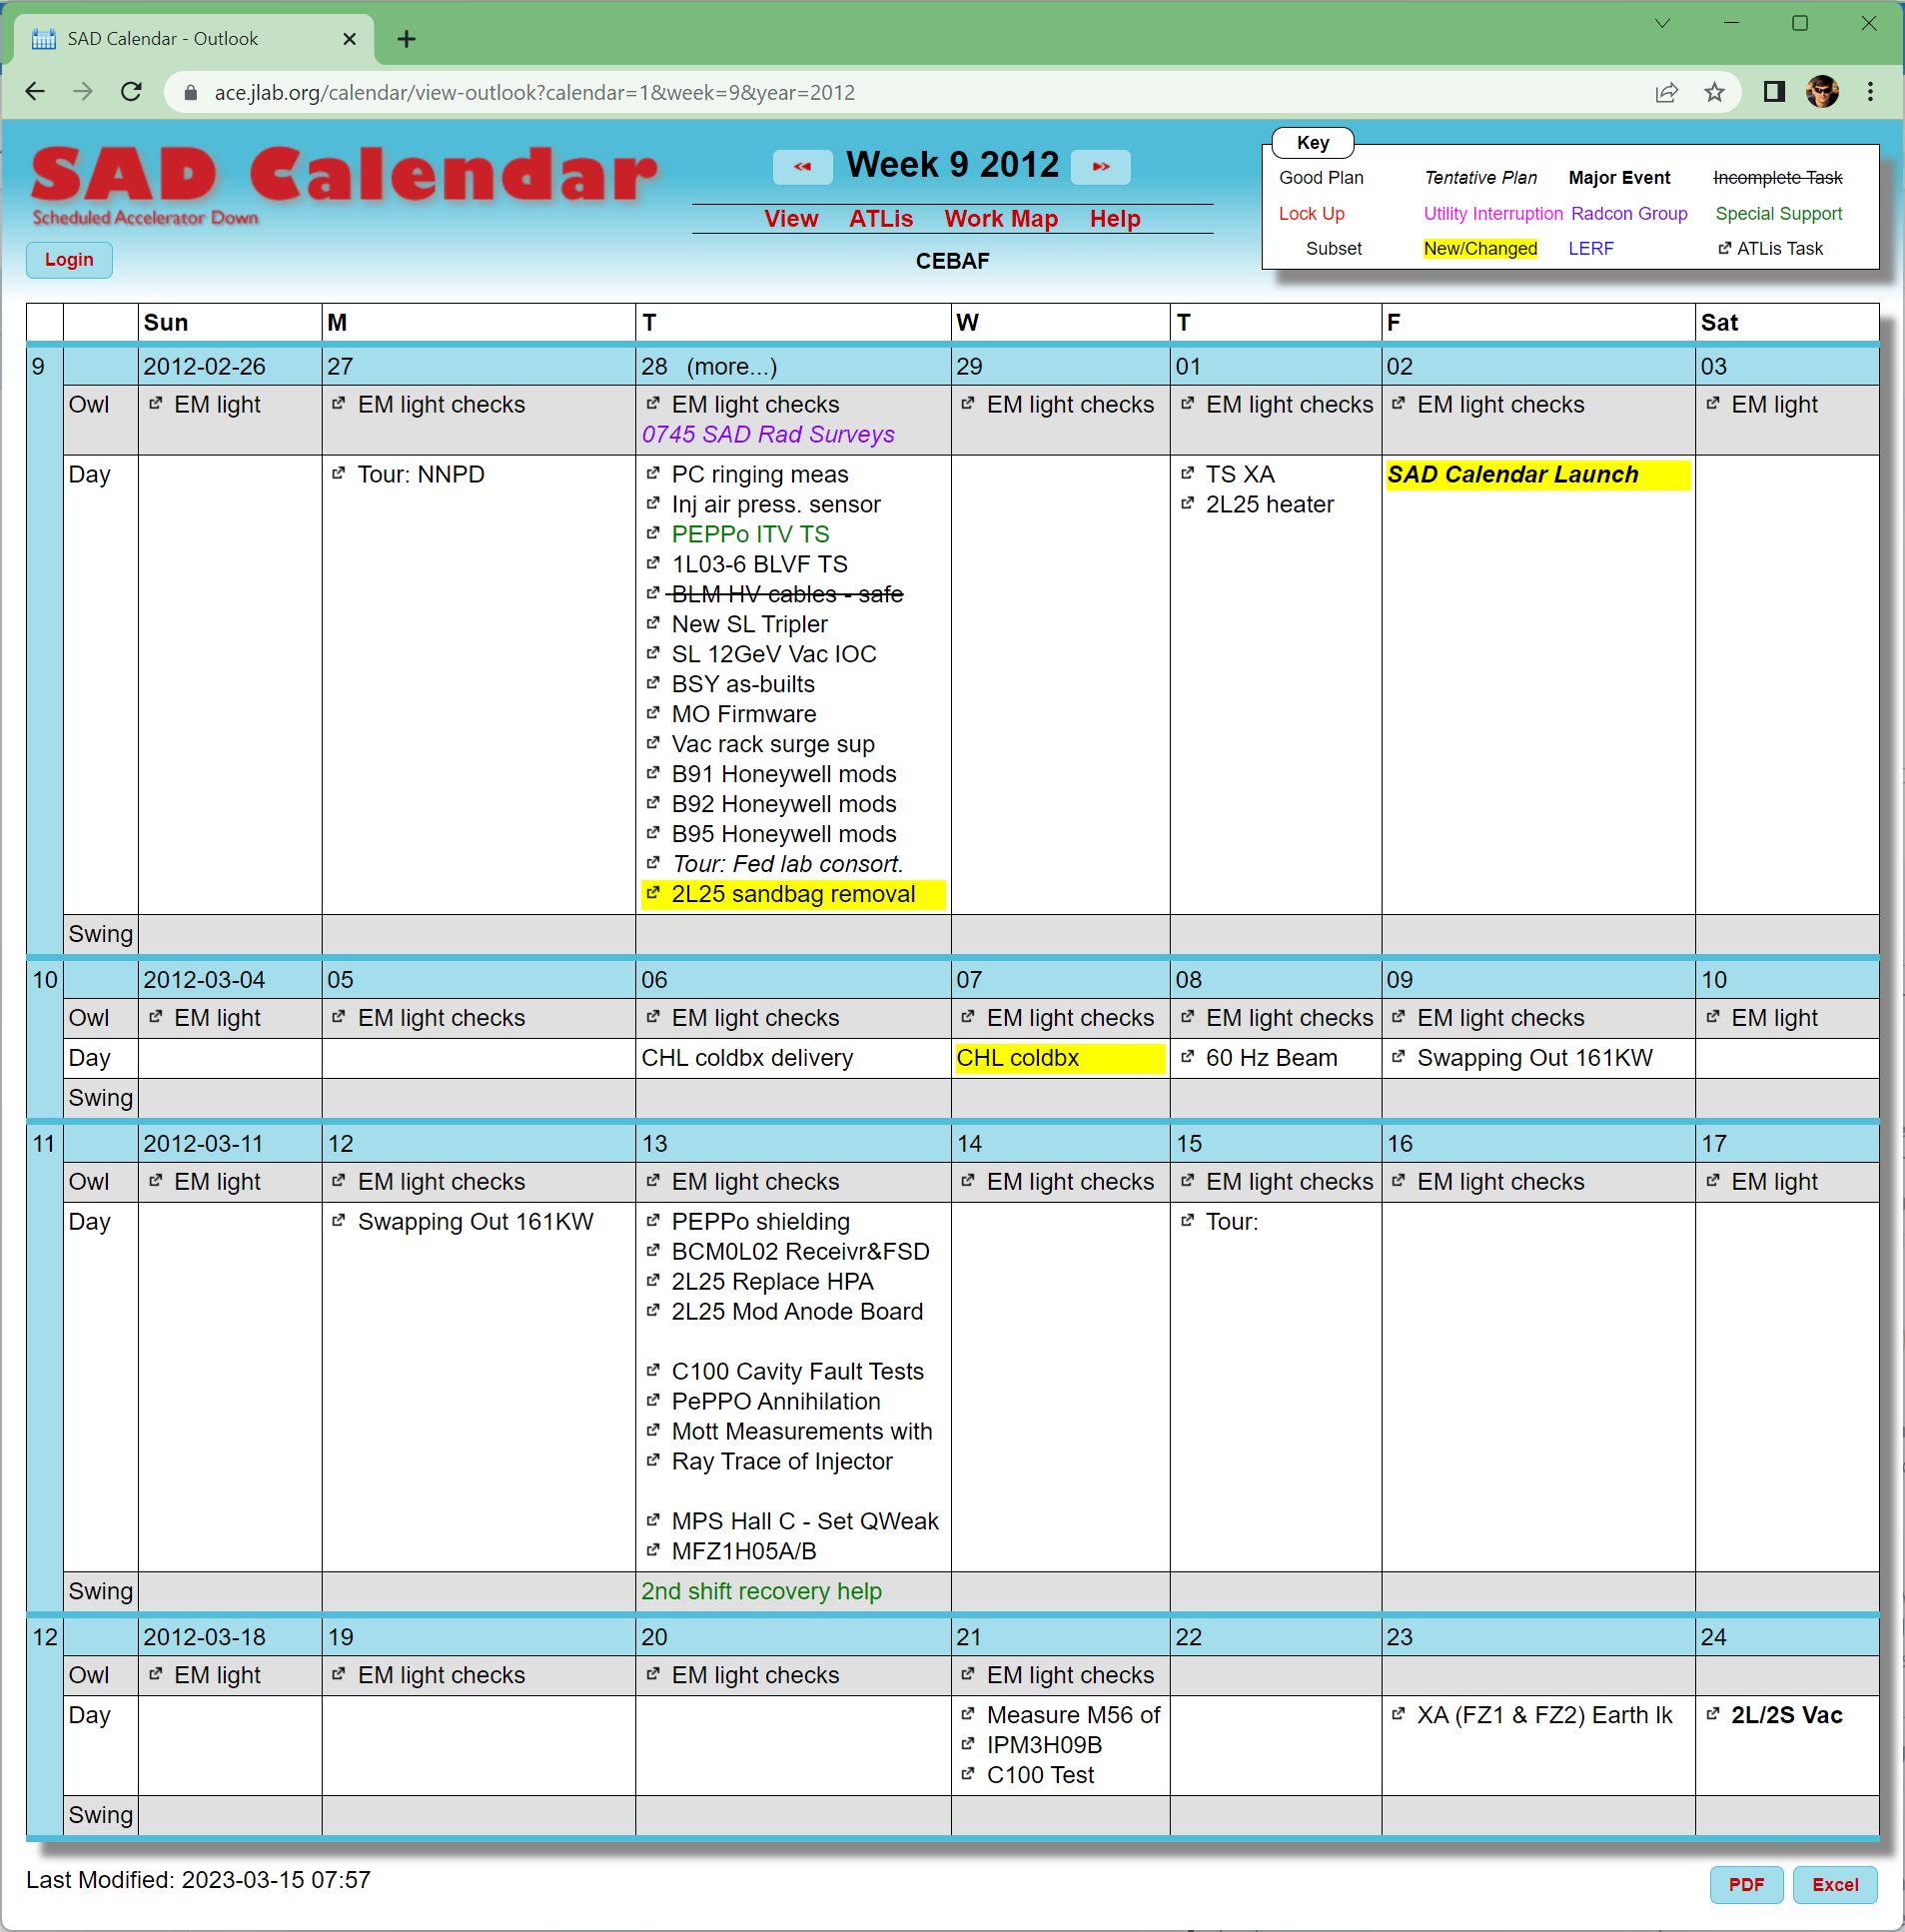 SAD Calendar - Outlook
ace.jlab.org/calendar/view-outlook?calendar=1&week=9&year=2012
SAD Calendar
Scheduled Accelerator Down
Login
Week 9 2012
View ATLis Work Map Help
CEBAF
Key
Good Plan Tentative Plan Major Event Incomplete Task
Lock Up Utility Interruption Radcon Group Special Support
Subset New/Changed LERF ATLis Task
Sun M T W T F Sat
9 2012-02-26 27 28 (more...) 29 01 02 03
Owl EM light EM light checks EM light checks EM light checks EM light checks EM light checks EM light
0745 SAD Rad Surveys
Day Tour: NNPD PC ringing meas TS XA SAD Calendar Launch
Inj air press. sensor 2L25 heater
PEPPo ITV TS
1L03-6 BLVF TS
BLM HV cables - safe
New SL Tripler
SL 12GeV Vac IOC
BSY as-builts
MO Firmware
Vac rack surge sup
B91 Honeywell mods
B92 Honeywell mods
B95 Honeywell mods
Tour: Fed lab consort.
2L25 sandbag removal
Swing
10 2012-03-04 05 06 07 08 09 10
Owl EM light EM light checks EM light checks EM light checks EM light checks EM light checks EM light
Day CHL coldbx delivery CHL coldbx 60 Hz Beam Swapping Out 161KW
Swing
11 2012-03-11 12 13 14 15 16 17
Owl EM light EM light checks EM light checks EM light checks EM light checks EM light checks EM light
Day Swapping Out 161KW PEPPo shielding Tour:
BCM0L02 Receivr&FSD
2L25 Replace HPA
2L25 Mod Anode Board
C100 Cavity Fault Tests
PePPO Annihilation
Mott Measurements with
Ray Trace of Injector
MPS Hall C - Set QWeak
MFZ1H05A/B
Swing 2nd shift recovery help
12 2012-03-18 19 20 21 22 23 24
Owl EM light EM light checks EM light checks EM light checks
Day Measure M56 of XA (FZ1 & FZ2) Earth lk 2L/2S Vac
IPM3H09B
C100 Test
Swing
Last Modified: 2023-03-15 07:57
PDF Excel